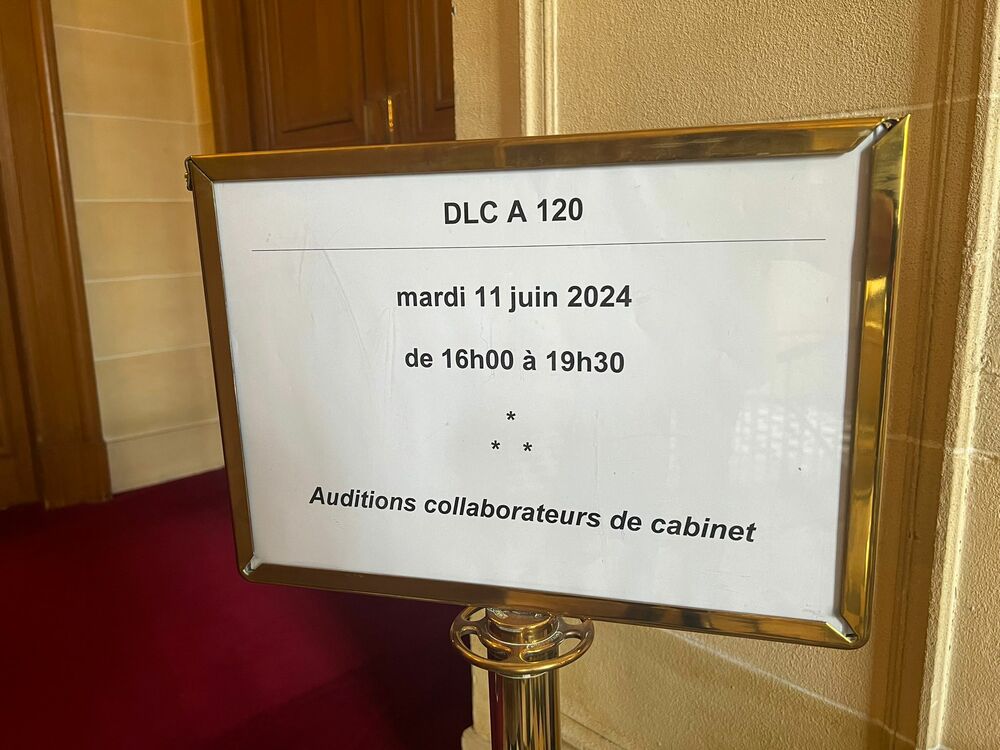 DLC A 120
mardi 11 juin 2024
de 16h00 à 19h30
*
* *
Auditions collaborateurs de cabinet